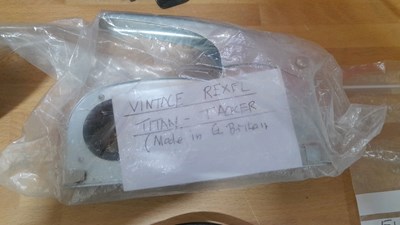 VINTAGE REXEL
TITAN - TACKER
(Made in G Britain